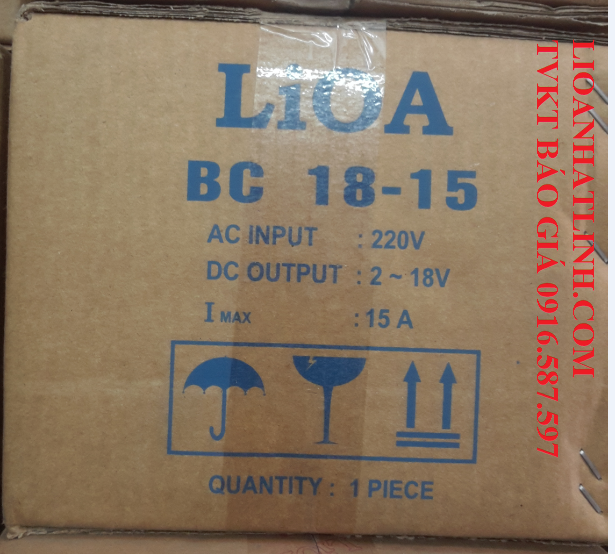 LiOA
BC 18-15
AC INPUT : 220V
DC OUTPUT : 2 ~ 18V
I MAX : 15 A
QUANTITY : 1 PIECE
LIOANHATLINH.COM
TVKT BÁO GIÁ 0916.587.597